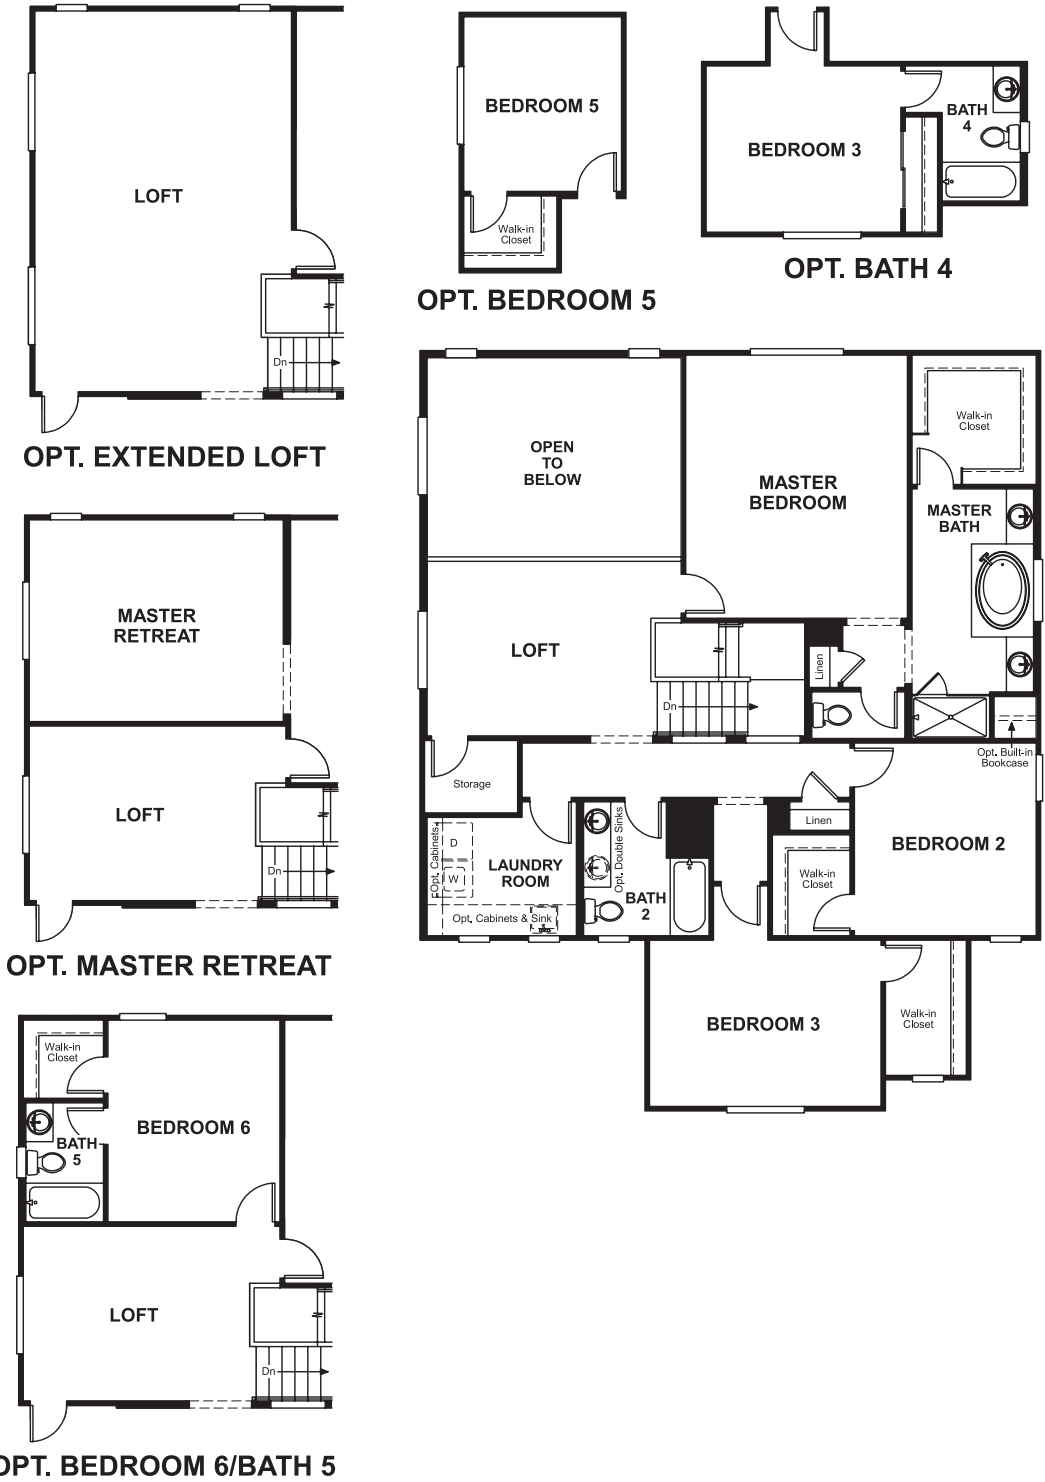 LOFT
Dn
OPT. EXTENDED LOFT
BEDROOM 5
Walk-in
Closet
OPT. BEDROOM 5
BEDROOM 3
BATH
4
OPT. BATH 4
MASTER
RETREAT
LOFT
Dn
OPT. MASTER RETREAT
Walk-in
Closet
BEDROOM 6
BATH
5
LOFT
Dn
OPT. BEDROOM 6/BATH 5
OPEN
TO
BELOW
MASTER
BEDROOM
Walk-in
Closet
MASTER
BATH
LOFT
Linen
Dn
Storage
Opt. Built-in
Bookcase
Opt. Cabinets
D
W
LAUNDRY
ROOM
Opt. Cabinets & Sink
Opt. Double Sinks
BATH
2
Linen
Walk-in
Closet
BEDROOM 2
BEDROOM 3
Walk-in
Closet